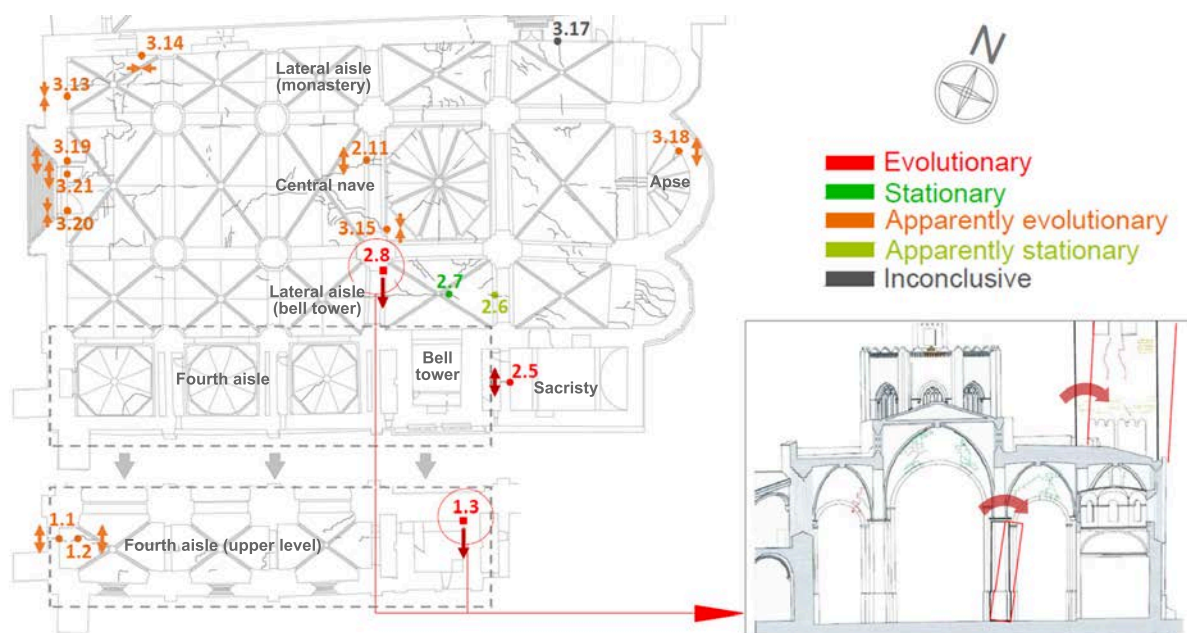 3.14
3.17
N
Lateral aisle
(monastery)
3.13
3.19
2.11
3.18
Evolutionary
3.21
Central nave
Apse
Stationary
3.20
Apparently evolutionary
3.15
Apparently stationary
2.8
Inconclusive
2.7
Lateral aisle
(bell tower)
2.6
Bell
tower
Fourth aisle
2.5
Sacristy
1.3
1.1
1.2
Fourth aisle (upper level)